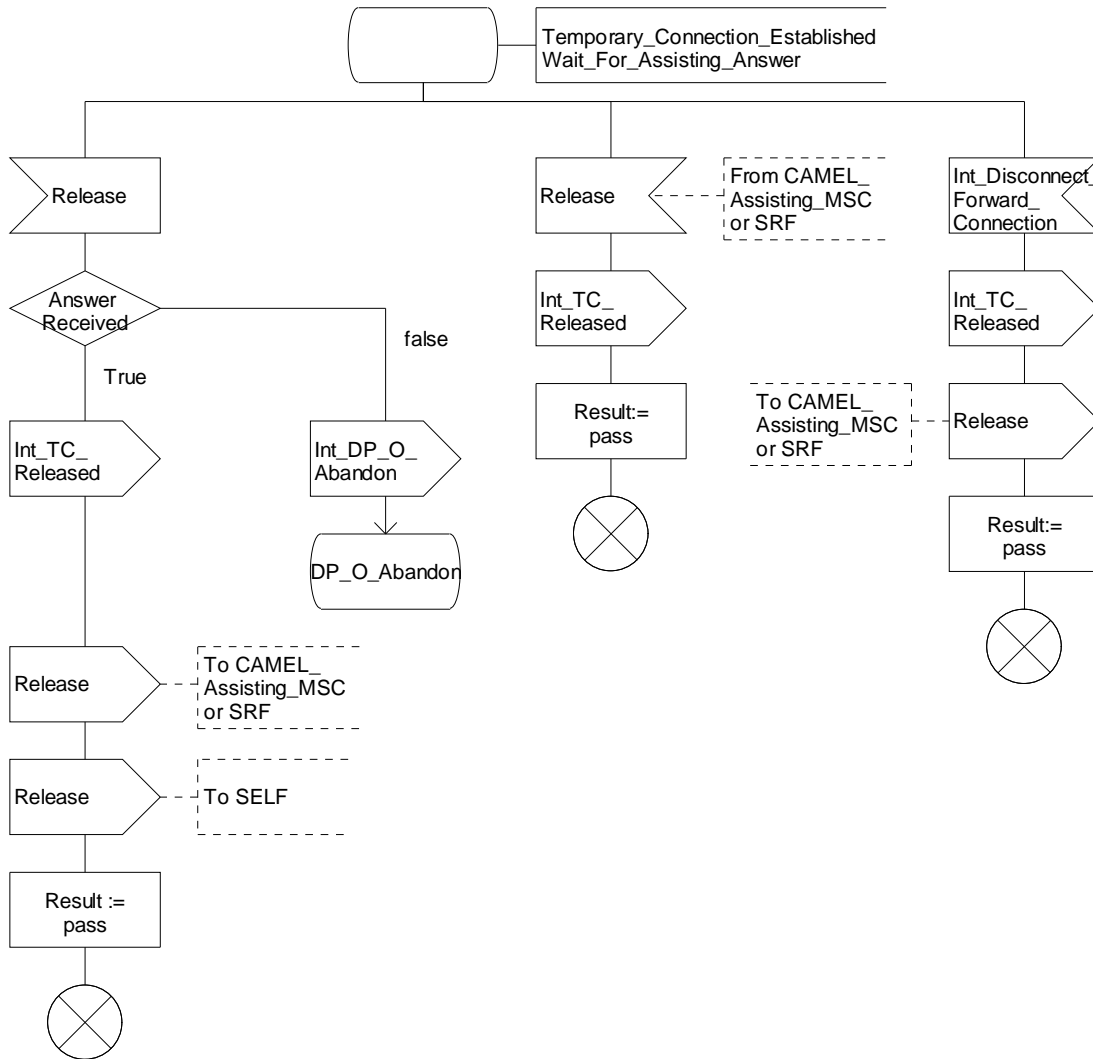 Temporary_Connection_Established
Wait_For_Assisting_Answer
Release
Release
From CAMEL_
Assisting_MSC
or SRF
Int_Disconnect_
Forward_
Connection
Answer
Received
false
True
Int_TC_
Released
Int_TC_
Released
Result:=
pass
To CAMEL_
Assisting_MSC
or SRF
Release
Int_TC_
Released
Int_DP_O_
Abandon
Result:=
pass
DP_O_Abandon
Release
To CAMEL_
Assisting_MSC
or SRF
Release
To SELF
Result :=
pass